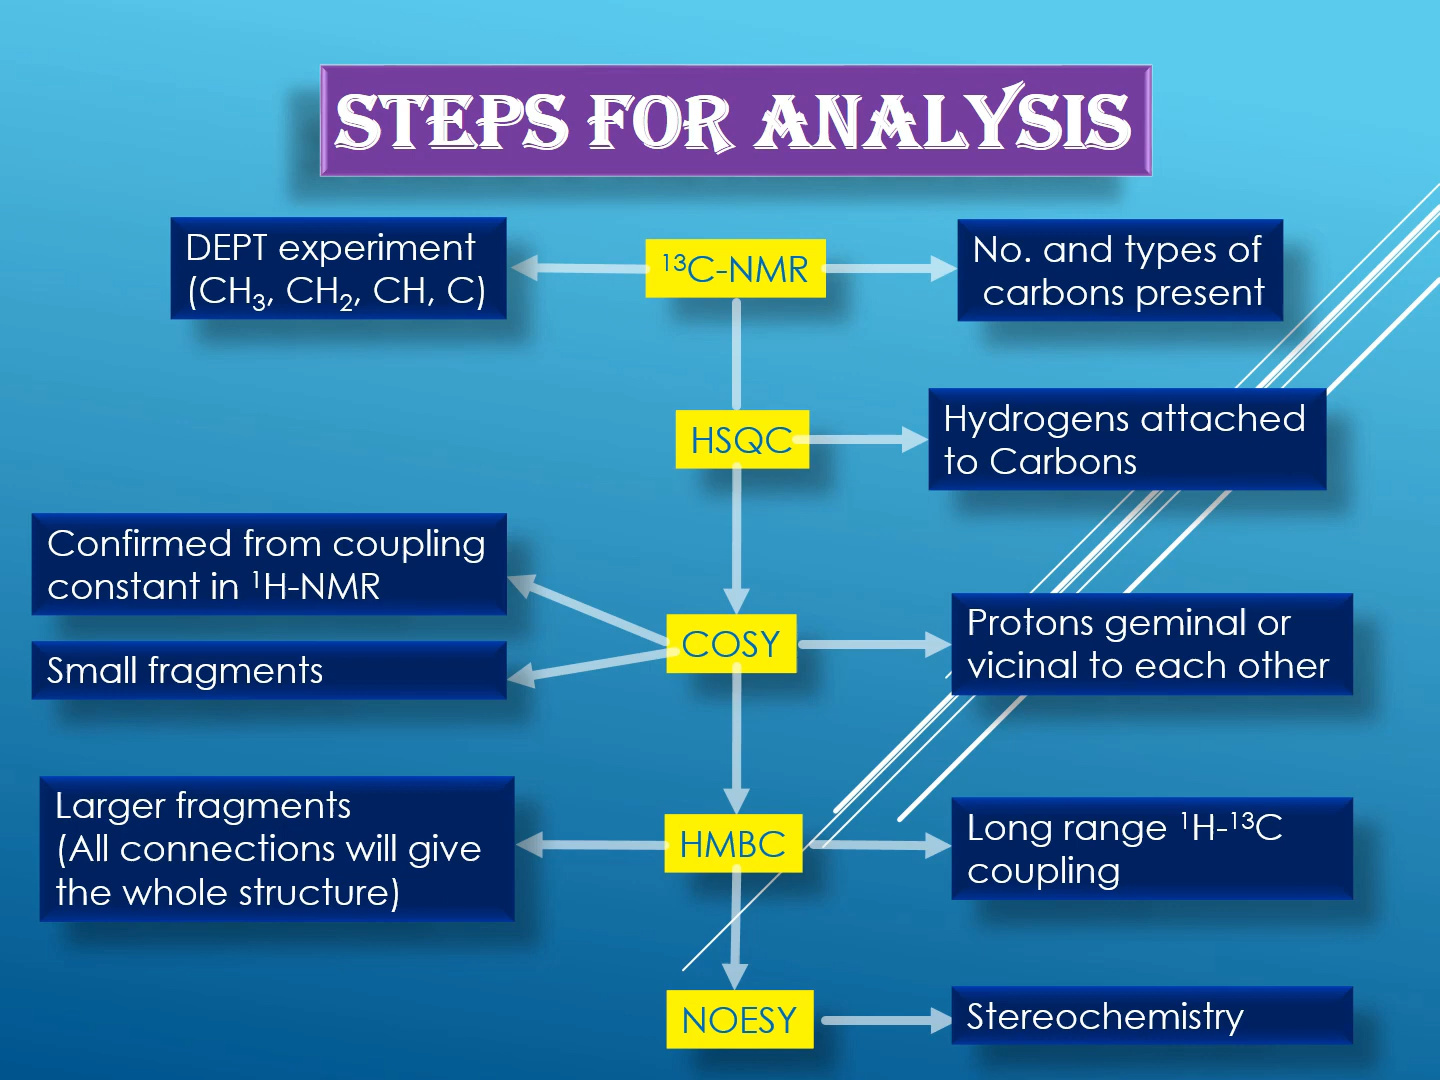 STEPS FOR ANALYSIS
DEPT experiment
(CH₃, CH₂, CH, C)
¹³C-NMR
No. and types of
carbons present
HSQC
Hydrogens attached
to Carbons
Confirmed from coupling
constant in ¹H-NMR
Small fragments
COSY
Protons geminal or
vicinal to each other
Larger fragments
(All connections will give
the whole structure)
HMBC
Long range ¹H-¹³C
coupling
NOESY
Stereochemistry